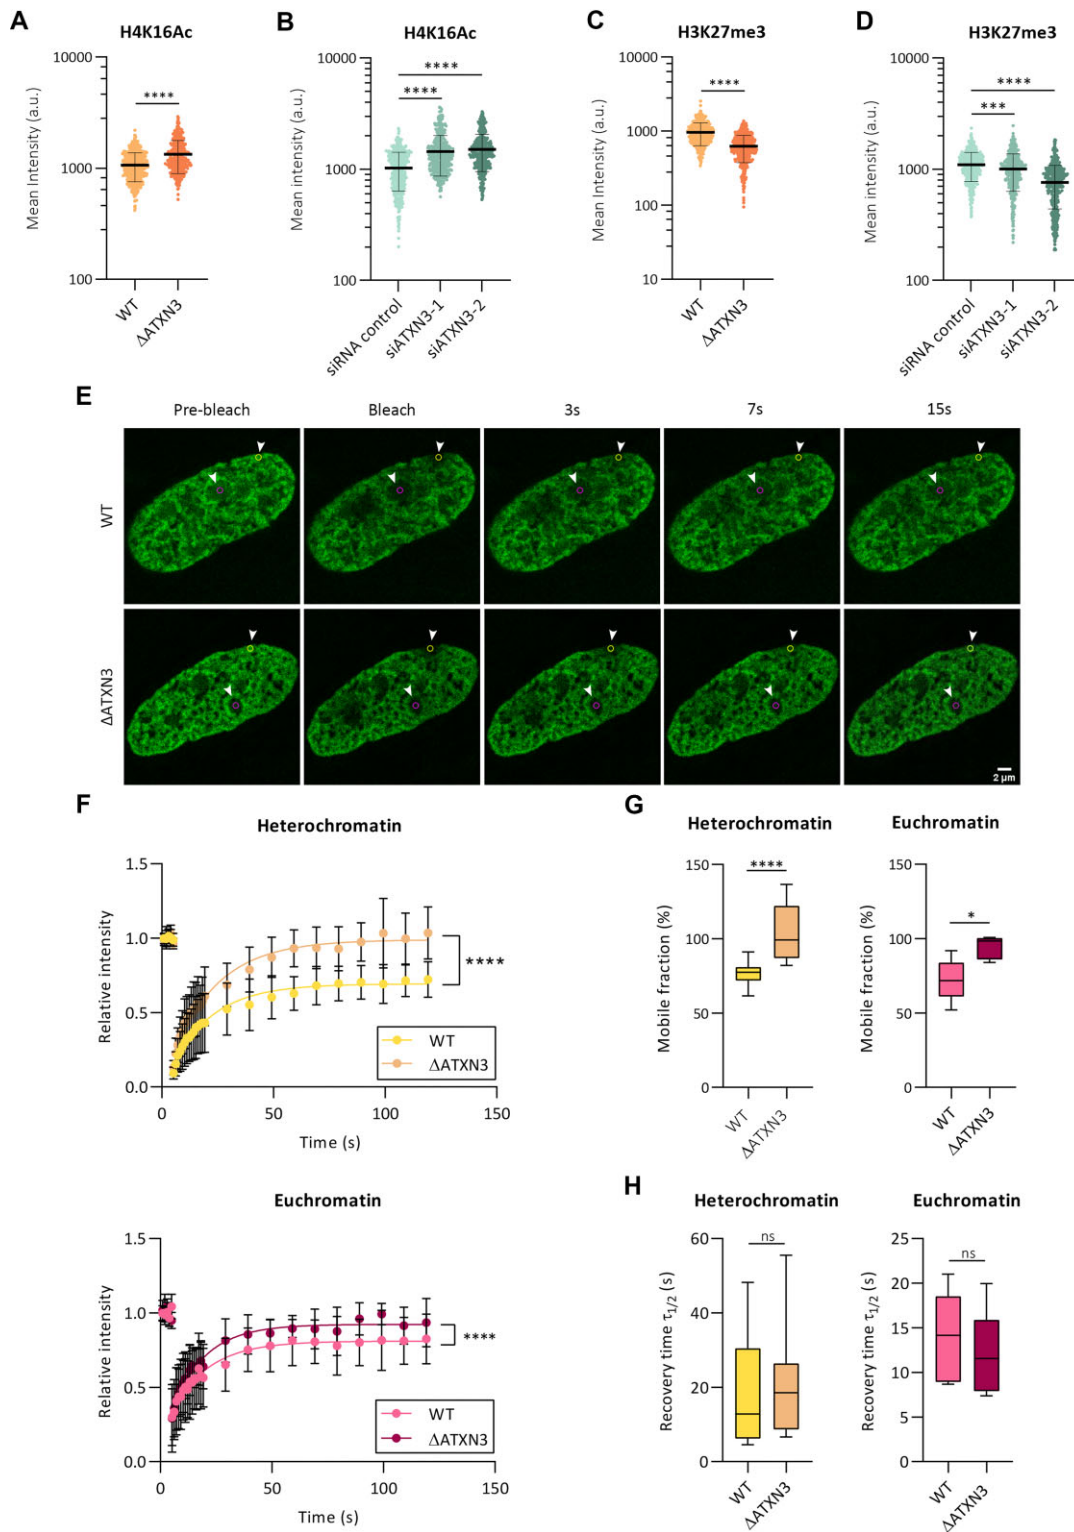 A
H4K16Ac
Mean Intensity (a.u.)
10000
1000
100
****
WT
ΔATXN3
B
H4K16Ac
Mean intensity (a.u.)
10000
1000
100
****
****
siRNA control
siATXN3-1
siATXN3-2
C
H3K27me3
Mean Intensity (a.u.)
10000
1000
100
10
****
WT
ΔATXN3
D
H3K27me3
Mean intensity (a.u.)
10000
1000
100
****
***
siRNA control
siATXN3-1
siATXN3-2
E
Pre-bleach
Bleach
3s
7s
15s
WT
ΔATXN3
2 μm
F
Heterochromatin
Relative intensity
1.5
1.0
0.5
0.0
****
WT
ΔATXN3
0
50
100
150
Time (s)
Euchromatin
Relative intensity
1.5
1.0
0.5
0.0
****
WT
ΔATXN3
0
50
100
150
Time (s)
G
Heterochromatin
Mobile fraction (%)
150
100
50
0
****
WT
ΔATXN3
Euchromatin
Mobile fraction (%)
150
100
50
0
*
WT
ΔATXN3
H
Heterochromatin
Recovery time τ1/2 (s)
60
40
20
0
ns
WT
ΔATXN3
Euchromatin
Recovery time τ1/2 (s)
25
20
15
10
5
0
ns
WT
ΔATXN3